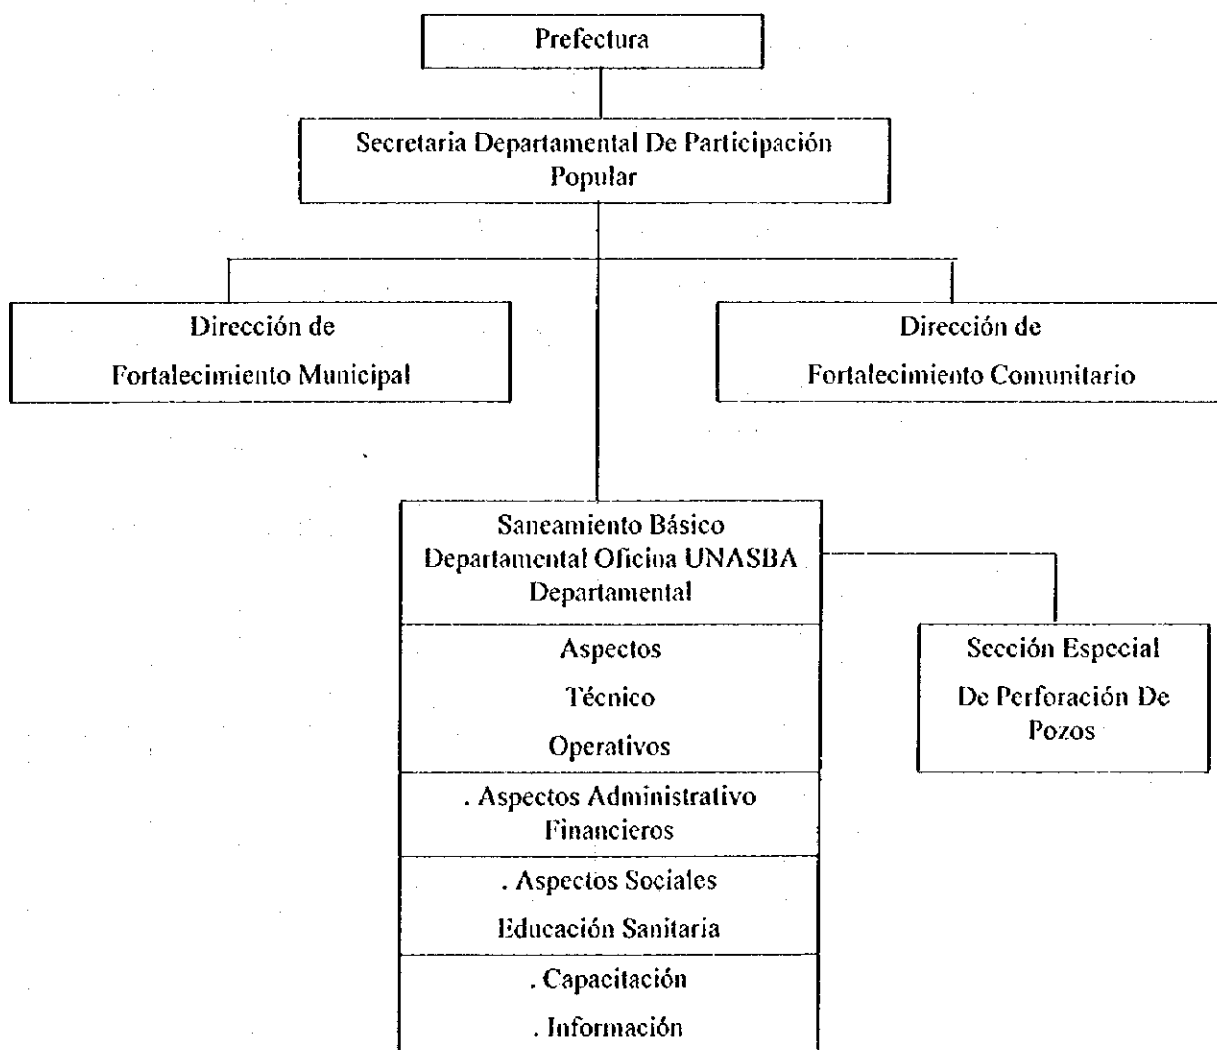 Prefectura
Secretaria Departamental De Participación
Popular
Dirección de
Fortalecimiento Municipal
Dirección de
Fortalecimiento Comunitario
Saneamiento Básico
Departamental Oficina UNASBA
Departamental
Aspectos
Técnico
Operativos
. Aspectos Administrativo
Financieros
. Aspectos Sociales
Educación Sanitaria
. Capacitación
. Información
Sección Especial
De Perforación De
Pozos